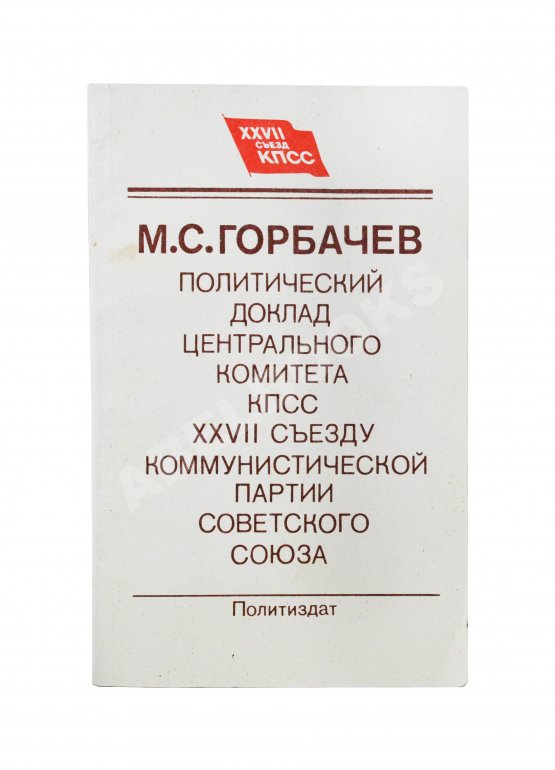 XXVII
СЪЕЗД
КПСС
М.С.ГОРБАЧЕВ
ПОЛИТИЧЕСКИЙ
ДОКЛАД
ЦЕНТРАЛЬНОГО
КОМИТЕТА
КПСС
XXVII СЪЕЗДУ
КОММУНИСТИЧЕСКОЙ
ПАРТИИ
СОВЕТСКОГО
СОЮЗА
Политиздат